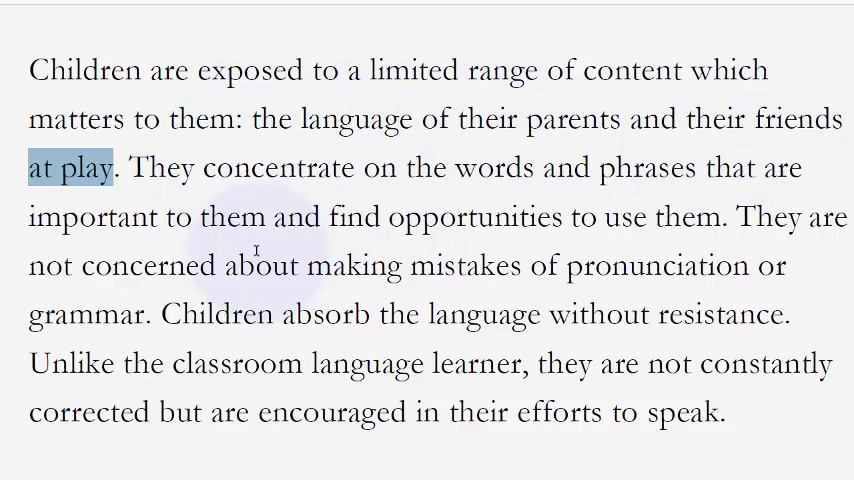 Children are exposed to a limited range of content which
matters to them: the language of their parents and their friends
at play. They concentrate on the words and phrases that are
important to them and find opportunities to use them. They are
not concerned about making mistakes of pronunciation or
grammar. Children absorb the language without resistance.
Unlike the classroom language learner, they are not constantly
corrected but are encouraged in their efforts to speak.